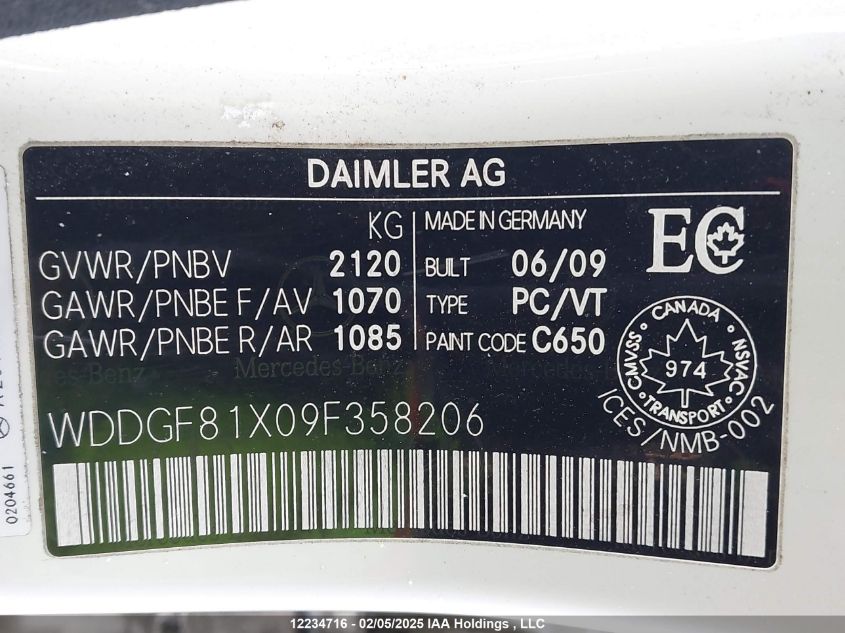 DAIMLER AG
KG
GVWR/PNBV 2120
GAWR/PNBE F/AV 1070
GAWR/PNBE R/AR 1085
MADE IN GERMANY
BUILT 06/09
TYPE PC/VT
PAINT CODE C650
EC
CANADA
CMVSS 974 NSVAC
TRANSPORT
ICES/NMB-002
Mercedes-Benz
WDDGF81X09F358206
0204661
12234716 - 02/05/2025 IAA Holdings , LLC